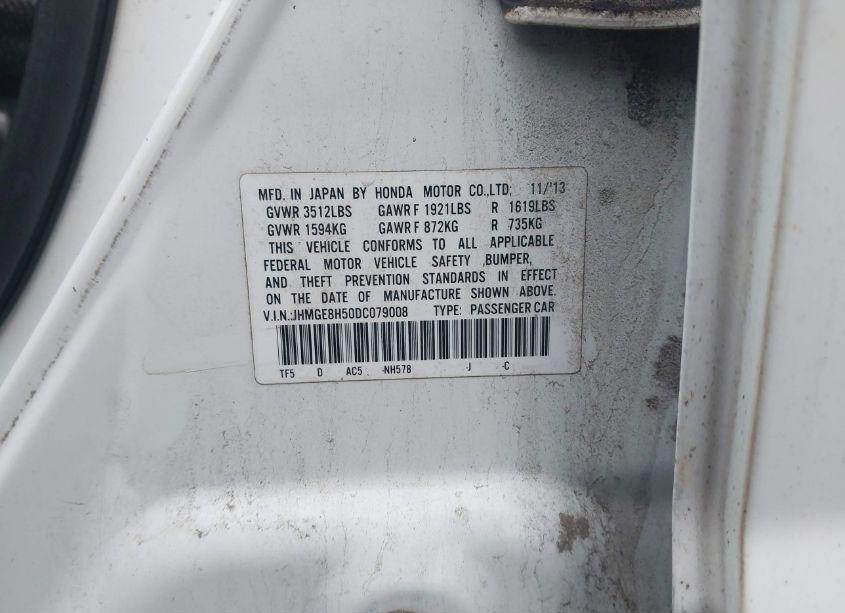 MFD. IN JAPAN BY HONDA MOTOR CO.,LTD: 11/'13
GVWR 3512LBS GAWR F 1921LBS R 1619LBS
GVWR 1594KG GAWR F 872KG R 735KG
THIS VEHICLE CONFORMS TO ALL APPLICABLE
FEDERAL MOTOR VEHICLE SAFETY ,BUMPER,
AND THEFT PREVENTION STANDARDS IN EFFECT
ON THE DATE OF MANUFACTURE SHOWN ABOVE.
V.I.N.:JHMGE8H50DC079008 TYPE: PASSENGER CAR
TF5 D AC5 -NH578 -J -C